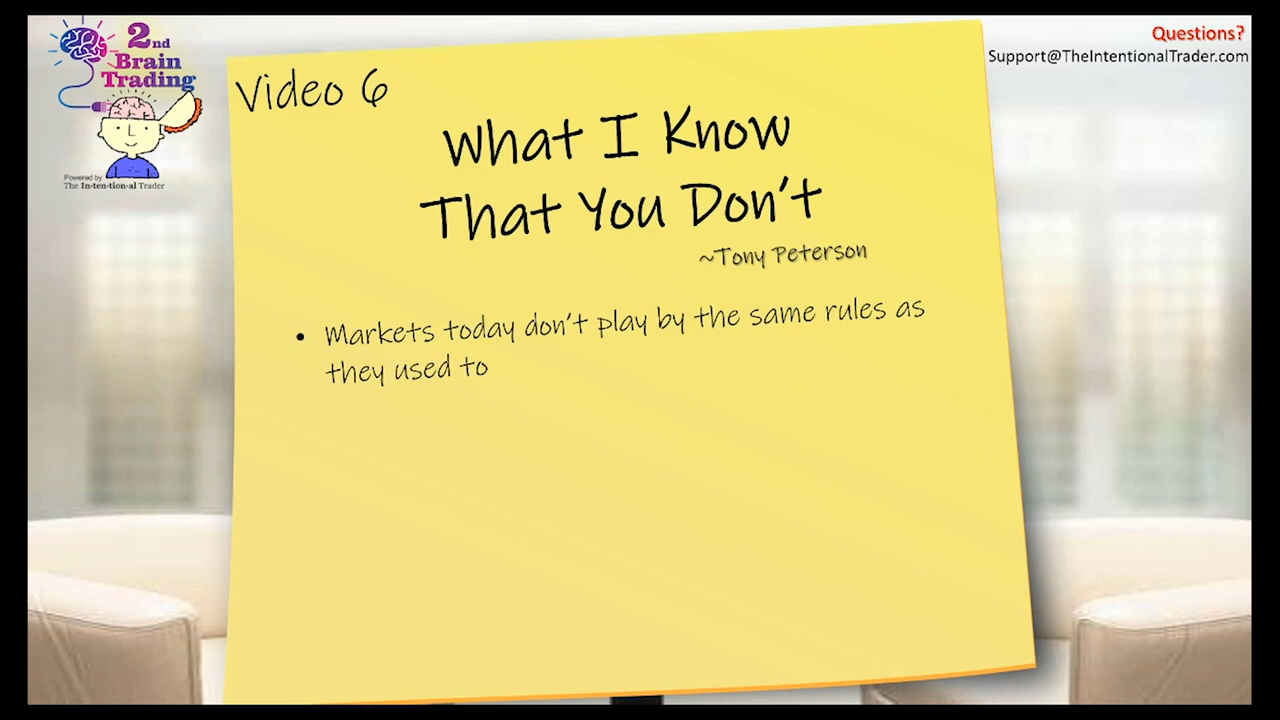 2nd
Brain
Trading
Powered by
The In-ten-tion-al Trader
Questions?
Support@TheIntentionalTrader.com
Video 6
What I Know
That You Don't
~Tony Peterson
• Markets today don't play by the same rules as
they used to